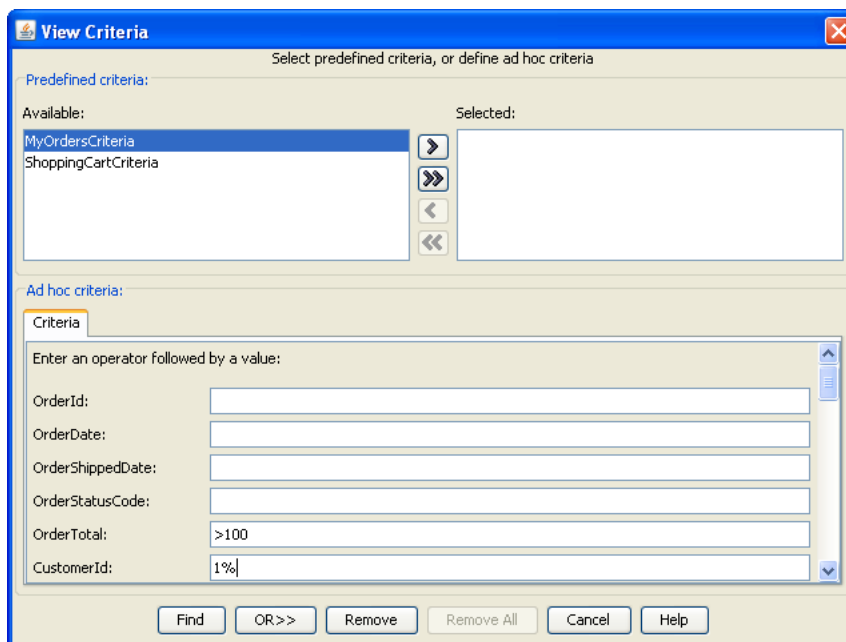 View Criteria
Select predefined criteria, or define ad hoc criteria
Predefined criteria:
Available:
Selected:
MyOrdersCriteria
ShoppingCartCriteria
Ad hoc criteria:
Criteria
Enter an operator followed by a value:
OrderId:
OrderDate:
OrderShippedDate:
OrderStatusCode:
OrderTotal: >100
CustomerId: 1%
Find OR>> Remove Remove All Cancel Help